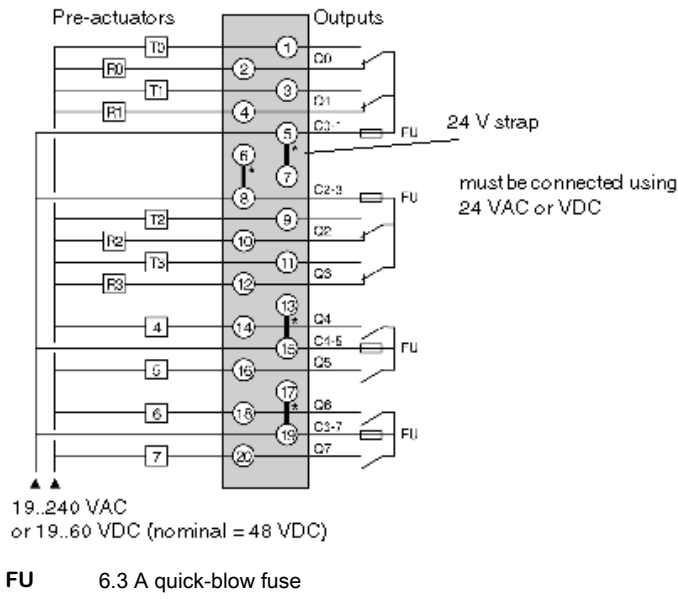 Pre-actuators Outputs
T0 1
R0 2 Q0
T1 3
R1 4 Q1
5 C0-1 FU
24 V strap
6 *
* 7
8 C2-3 FU
must be connected using
24 VAC or VDC
T2 9
R2 10 Q2
T3 11
R3 12 Q3
13
4 14 * Q4
15 C4-5 FU
5 16 Q5
17
6 18 * Q6
19 C6-7 FU
7 20 Q7
19..240 VAC
or 19..60 VDC (nominal = 48 VDC)
FU 6.3 A quick-blow fuse